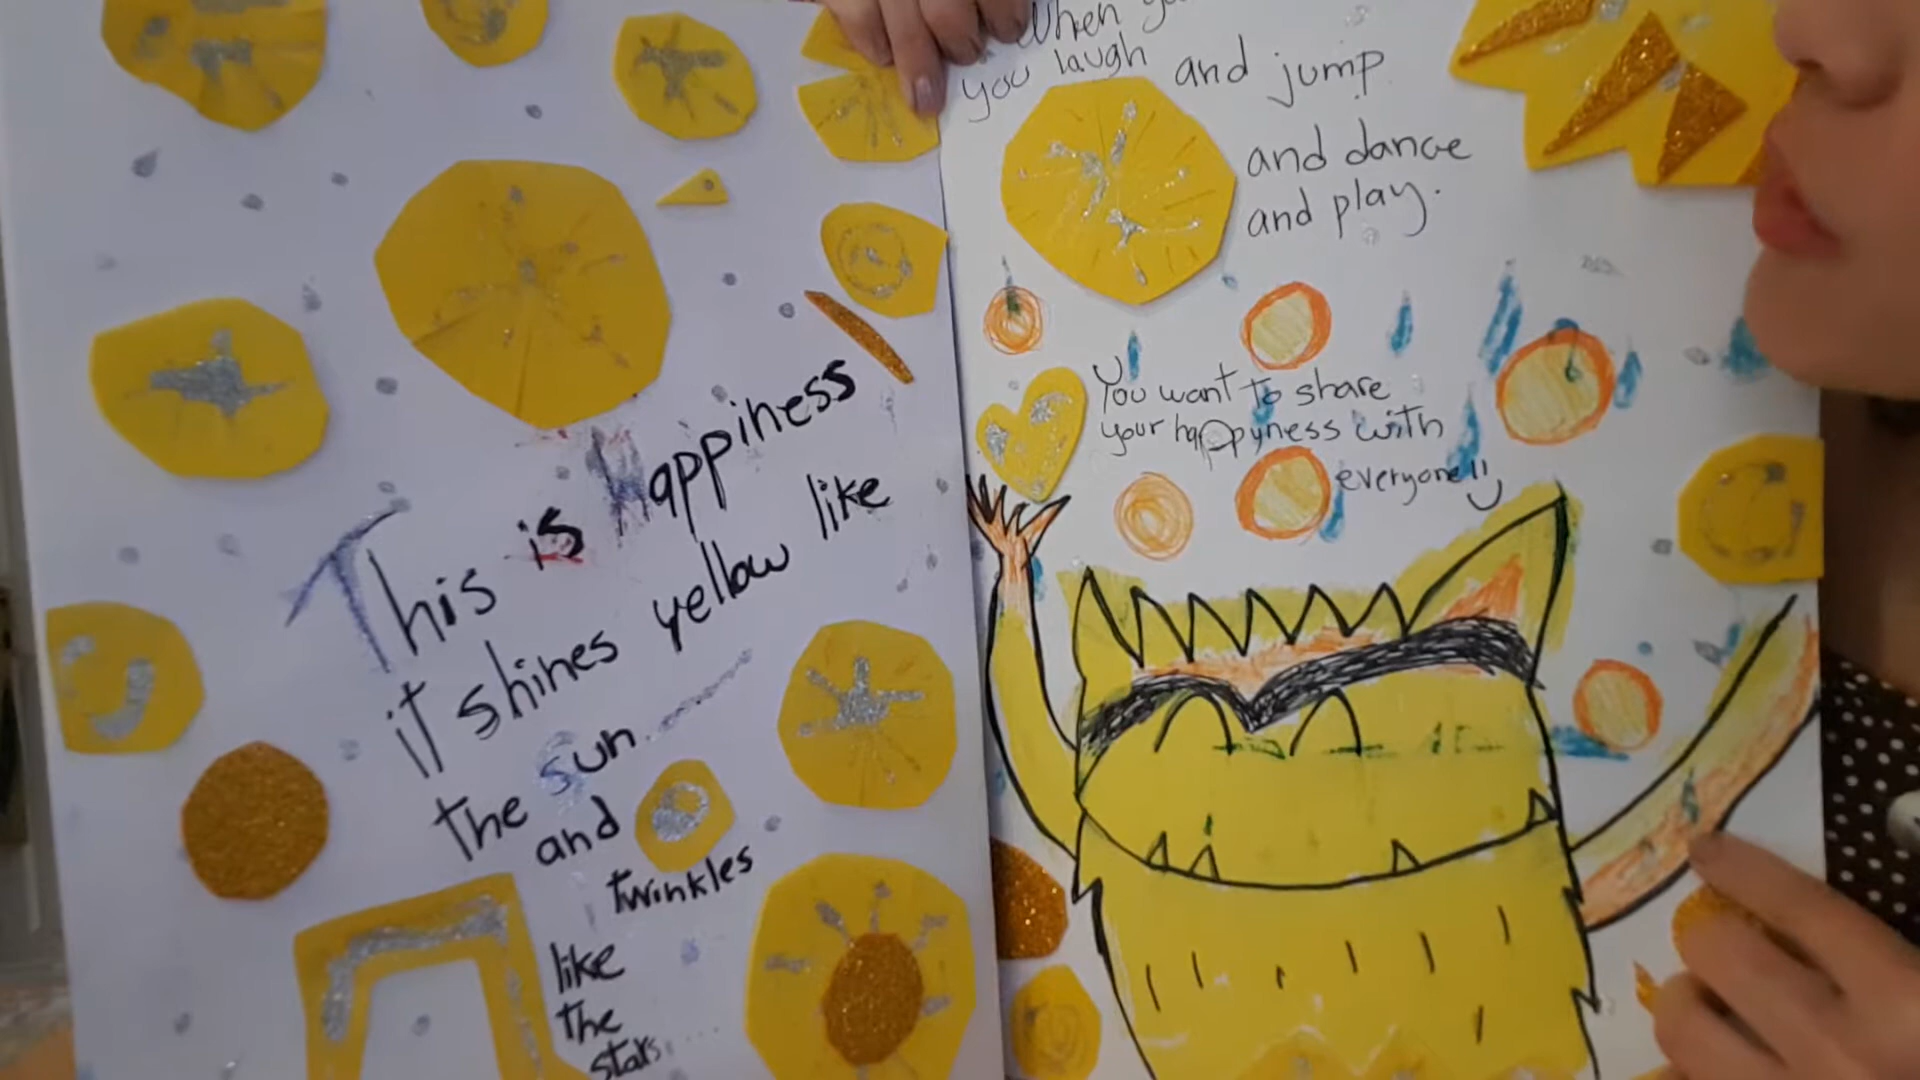 This is Happiness
it shines yellow like
the sun
and
twinkles
like
the
stars
When
you laugh and jump
and dance
and play.
You want to share
your happyness with
everyone!!